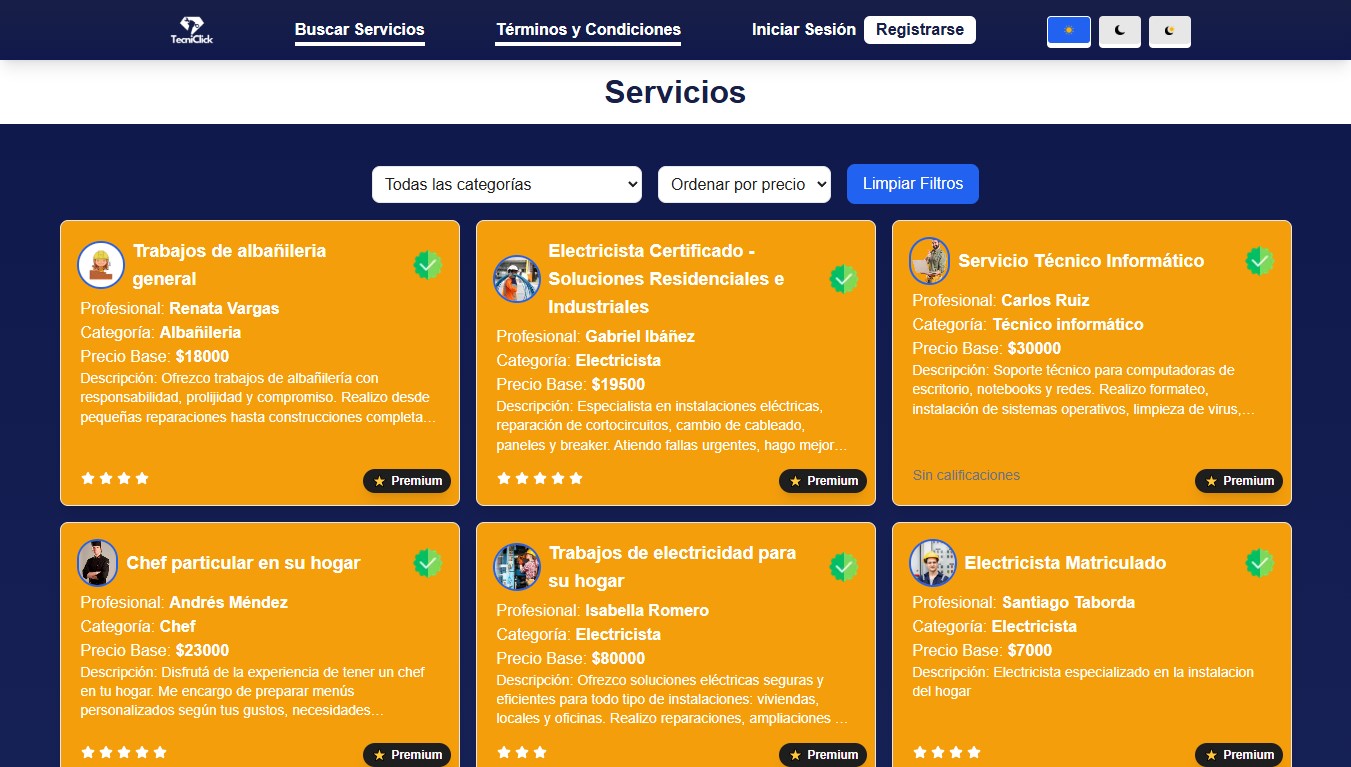 TecniClick
Buscar Servicios
Términos y Condiciones
Iniciar Sesión
Registrarse
Servicios
Todas las categorías
Ordenar por precio
Limpiar Filtros
Trabajos de albañileria
general
Profesional: Renata Vargas
Categoría: Albañileria
Precio Base: $18000
Descripción: Ofrezco trabajos de albañilería con
responsabilidad, prolijidad y compromiso. Realizo desde
pequeñas reparaciones hasta construcciones completa…
Premium
Electricista Certificado -
Soluciones Residenciales e
Industriales
Profesional: Gabriel Ibáñez
Categoría: Electricista
Precio Base: $19500
Descripción: Especialista en instalaciones eléctricas,
reparación de cortocircuitos, cambio de cableado,
paneles y breaker. Atiendo fallas urgentes, hago mejor…
Premium
Servicio Técnico Informático
Profesional: Carlos Ruiz
Categoría: Técnico informático
Precio Base: $30000
Descripción: Soporte técnico para computadoras de
escritorio, notebooks y redes. Realizo formateo,
instalación de sistemas operativos, limpieza de virus,…
Sin calificaciones
Premium
Chef particular en su hogar
Profesional: Andrés Méndez
Categoría: Chef
Precio Base: $23000
Descripción: Disfrutá de la experiencia de tener un chef
en tu hogar. Me encargo de preparar menús
personalizados según tus gustos, necesidades…
Premium
Trabajos de electricidad para
su hogar
Profesional: Isabella Romero
Categoría: Electricista
Precio Base: $80000
Descripción: Ofrezco soluciones eléctricas seguras y
eficientes para todo tipo de instalaciones: viviendas,
locales y oficinas. Realizo reparaciones, ampliaciones …
Premium
Electricista Matriculado
Profesional: Santiago Taborda
Categoría: Electricista
Precio Base: $7000
Descripción: Electricista especializado en la instalacion
del hogar
Premium